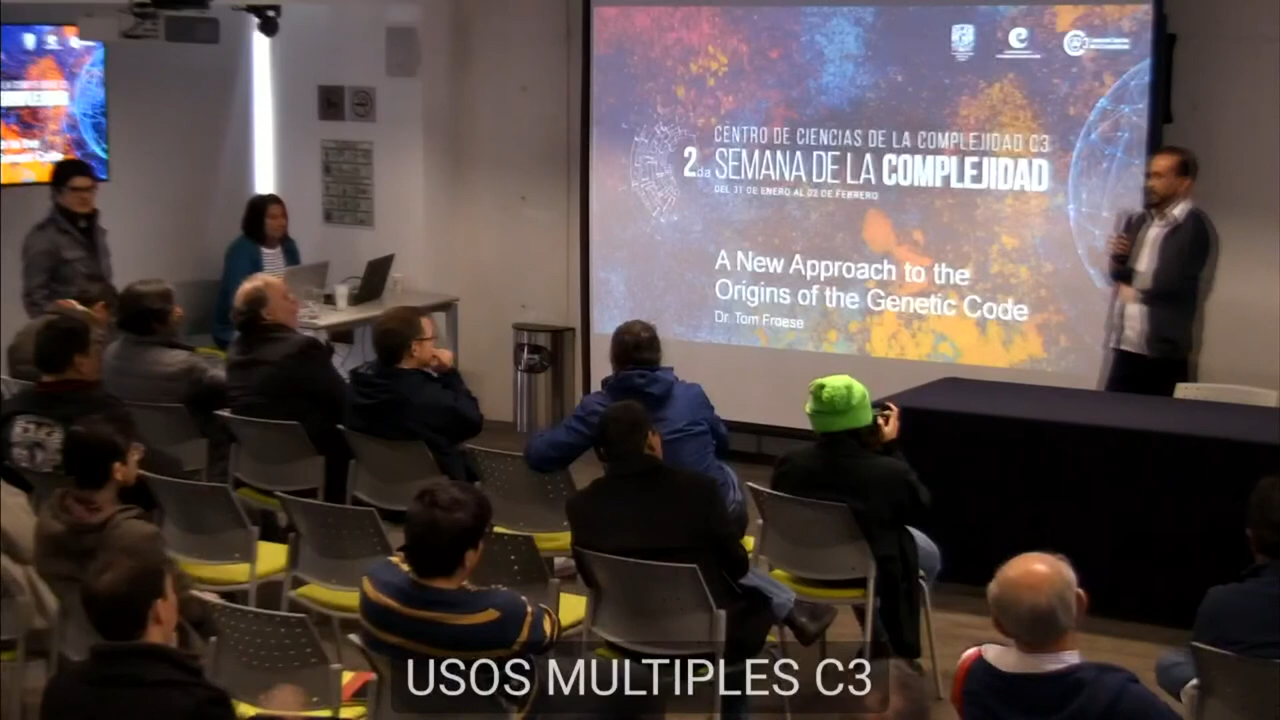 CENTRO DE CIENCIAS DE LA COMPLEJIDAD C3
2da SEMANA DE LA COMPLEJIDAD
DEL 31 DE ENERO AL 02 DE FEBRERO
A New Approach to the
Origins of the Genetic Code
Dr. Tom Froese
USOS MULTIPLES C3